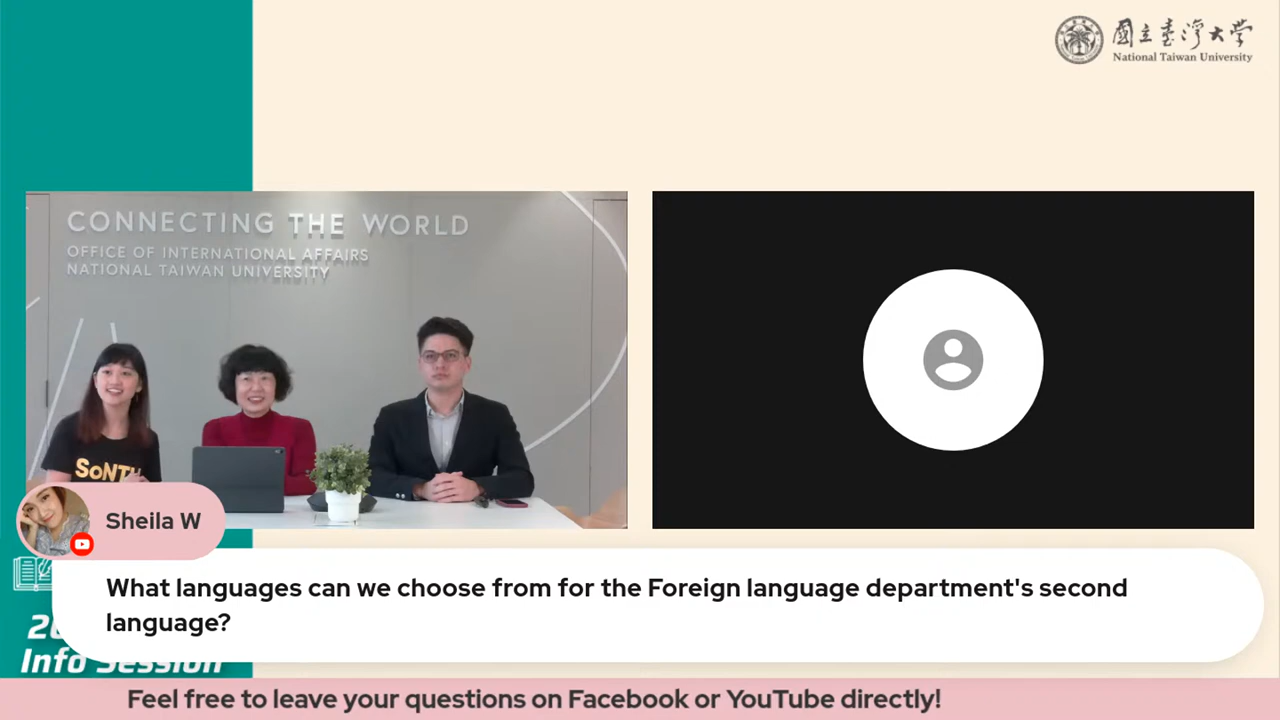 國立臺灣大學
National Taiwan University
CONNECTING THE WORLD
OFFICE OF INTERNATIONAL AFFAIRS
NATIONAL TAIWAN UNIVERSITY
Sheila W
What languages can we choose from for the Foreign language department's second
language?
Info Session
Feel free to leave your questions on Facebook or YouTube directly!